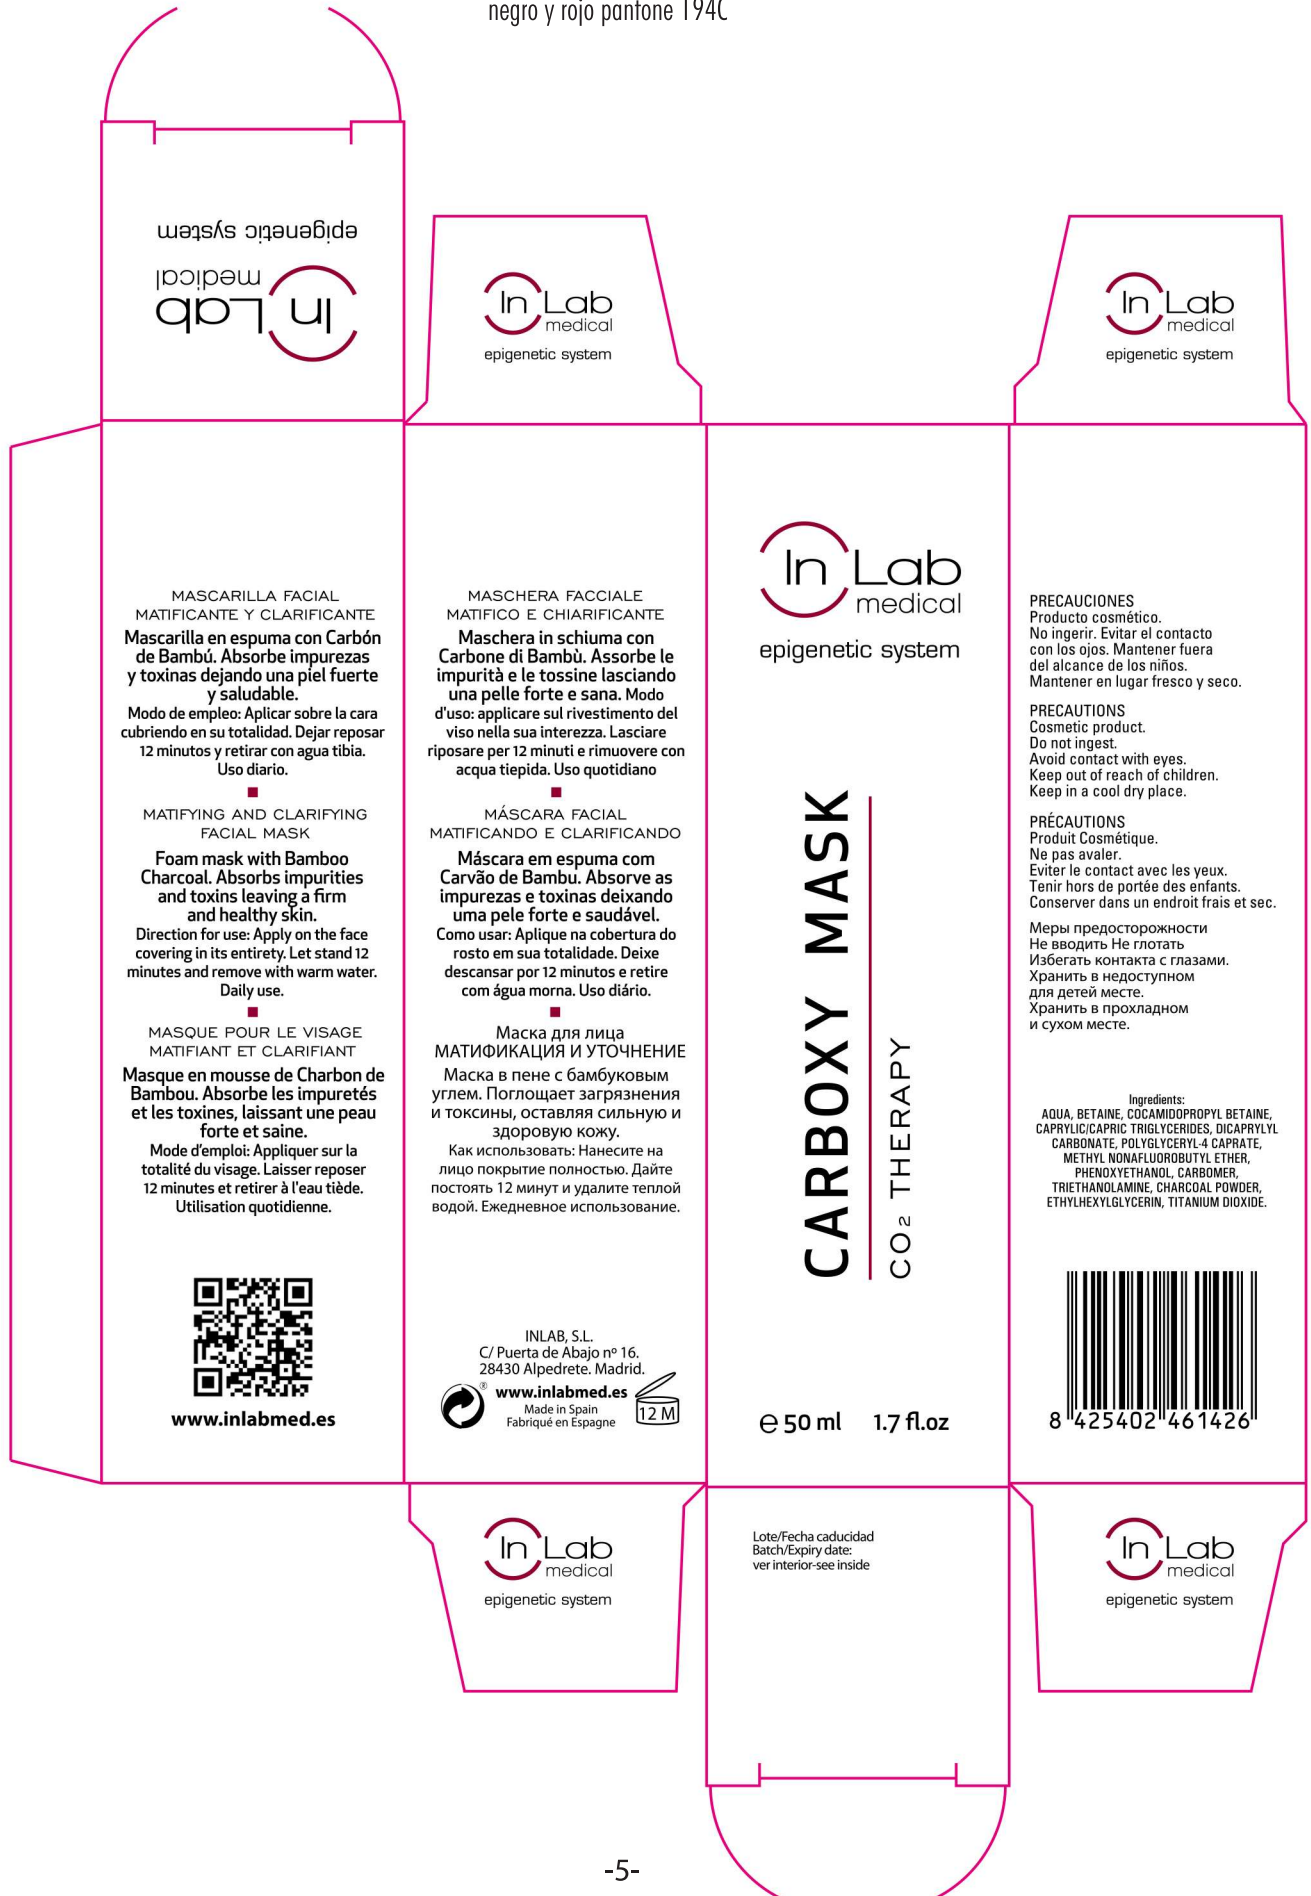 negro y rojo pantone 194C
In Lab
medical
epigenetic system
In Lab
medical
epigenetic system
In Lab
medical
epigenetic system
MASCARILLA FACIAL
MATIFICANTE Y CLARIFICANTE
Mascarilla en espuma con Carbón
de Bambú. Absorbe impurezas
y toxinas dejando una piel fuerte
y saludable.
Modo de empleo: Aplicar sobre la cara
cubriendo en su totalidad. Dejar reposar
12 minutos y retirar con agua tibia.
Uso diario.
MATIFYING AND CLARIFYING
FACIAL MASK
Foam mask with Bamboo
Charcoal. Absorbs impurities
and toxins leaving a firm
and healthy skin.
Direction for use: Apply on the face
covering in its entirety. Let stand 12
minutes and remove with warm water.
Daily use.
MASQUE POUR LE VISAGE
MATIFIANT ET CLARIFIANT
Masque en mousse de Charbon de
Bambou. Absorbe les impuretés
et les toxines, laissant une peau
forte et saine.
Mode d'emploi: Appliquer sur la
totalité du visage. Laisser reposer
12 minutes et retirer à l'eau tiède.
Utilisation quotidienne.
www.inlabmed.es
MASCHERA FACCIALE
MATIFICO E CHIARIFICANTE
Maschera in schiuma con
Carbone di Bambù. Assorbe le
impurità e le tossine lasciando
una pelle forte e sana. Modo
d'uso: applicare sul rivestimento del
viso nella sua interezza. Lasciare
riposare per 12 minuti e rimuovere con
acqua tiepida. Uso quotidiano
MÁSCARA FACIAL
MATIFICANDO E CLARIFICANDO
Máscara em espuma com
Carvão de Bambu. Absorve as
impurezas e toxinas deixando
uma pele forte e saudável.
Como usar: Aplique na cobertura do
rosto em sua totalidade. Deixe
descansar por 12 minutos e retire
com água morna. Uso diário.
Маска для лица
МАТИФИКАЦИЯ И УТОЧНЕНИЕ
Маска в пене с бамбуковым
углем. Поглощает загрязнения
и токсины, оставляя сильную и
здоровую кожу.
Как использовать: Нанесите на
лицо покрытие полностью. Дайте
постоять 12 минут и удалите теплой
водой. Ежедневное использование.
INLAB, S.L.
C/ Puerta de Abajo nº 16.
28430 Alpedrete. Madrid.
®
www.inlabmed.es
Made in Spain
Fabriqué en Espagne
12 M
In Lab
medical
epigenetic system
CARBOXY MASK
CO₂ THERAPY
℮ 50 ml 1.7 fl.oz
PRECAUCIONES
Producto cosmético.
No ingerir. Evitar el contacto
con los ojos. Mantener fuera
del alcance de los niños.
Mantener en lugar fresco y seco.
PRECAUTIONS
Cosmetic product.
Do not ingest.
Avoid contact with eyes.
Keep out of reach of children.
Keep in a cool dry place.
PRÉCAUTIONS
Produit Cosmétique.
Ne pas avaler.
Eviter le contact avec les yeux.
Tenir hors de portée des enfants.
Conserver dans un endroit frais et sec.
Меры предосторожности
Не вводить Не глотать
Избегать контакта с глазами.
Хранить в недоступном
для детей месте.
Хранить в прохладном
и сухом месте.
Ingredients:
AQUA, BETAINE, COCAMIDOPROPYL BETAINE,
CAPRYLIC/CAPRIC TRIGLYCERIDES, DICAPRYLYL
CARBONATE, POLYGLYCERYL-4 CAPRATE,
METHYL NONAFLUOROBUTYL ETHER,
PHENOXYETHANOL, CARBOMER,
TRIETHANOLAMINE, CHARCOAL POWDER,
ETHYLHEXYLGLYCERIN, TITANIUM DIOXIDE.
8 425402 461426
In Lab
medical
epigenetic system
Lote/Fecha caducidad
Batch/Expiry date:
ver interior-see inside
In Lab
medical
epigenetic system
-5-